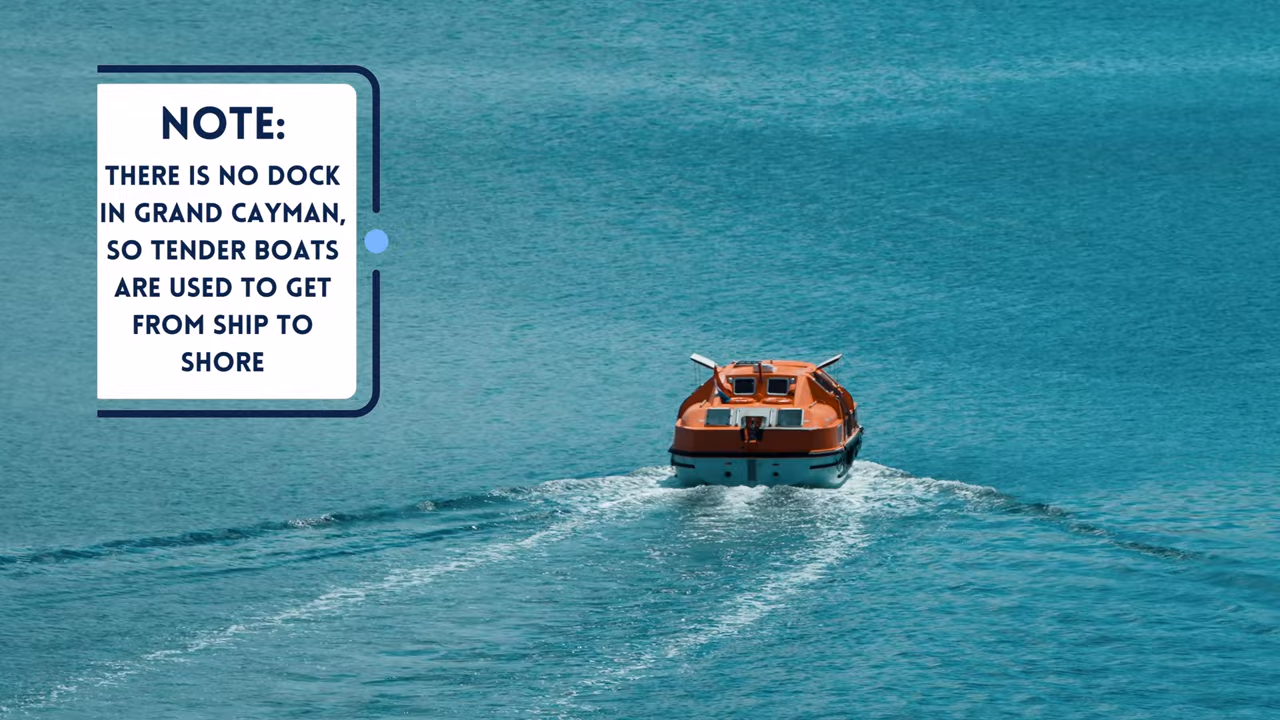 NOTE:
THERE IS NO DOCK
IN GRAND CAYMAN,
SO TENDER BOATS
ARE USED TO GET
FROM SHIP TO
SHORE